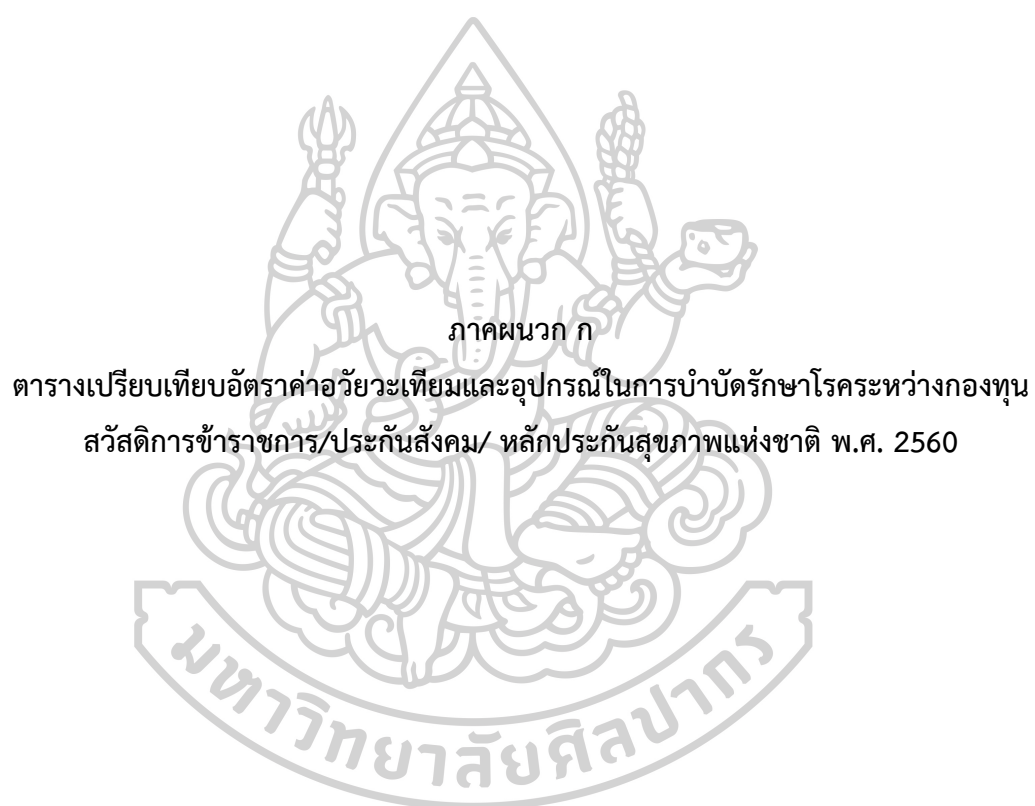 ภาคผนวก ก
ตารางเปรียบเทียบอัตราค่าอวัยวะเทียมและอุปกรณ์ในการบำบัดรักษาโรคระหว่างกองทุน
สวัสดิการข้าราชการ/ประกันสังคม/ หลักประกันสุขภาพแห่งชาติ พ.ศ. 2560
มหาวิทยาลัยศิลปากร